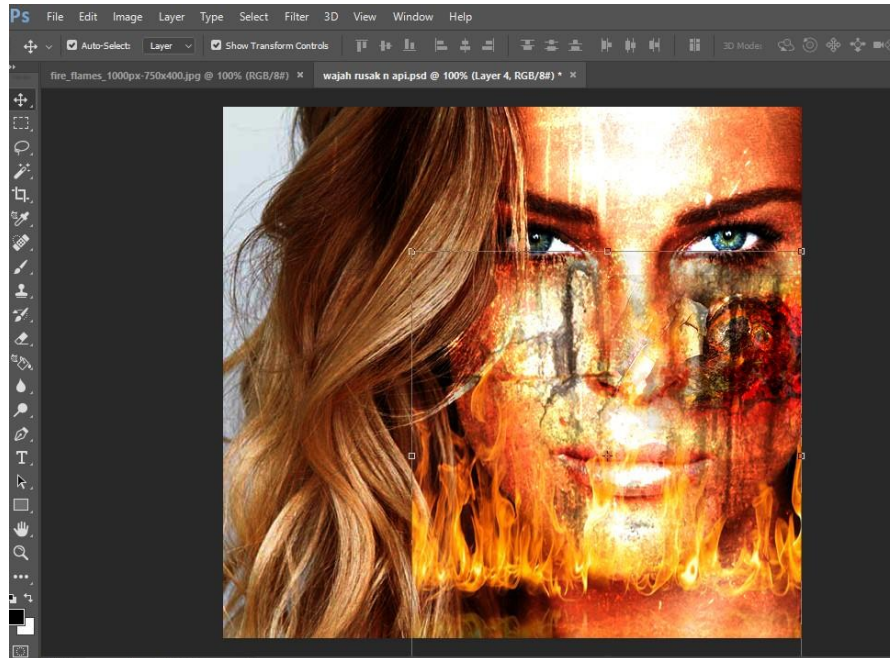 Ps File Edit Image Layer Type Select Filter 3D View Window Help
Auto-Select: Layer Show Transform Controls 3D Mode:
fire_flames_1000px-750x400.jpg @ 100% (RGB/8#) × wajah rusak n api.psd @ 100% (Layer 4, RGB/8#) * ×
T